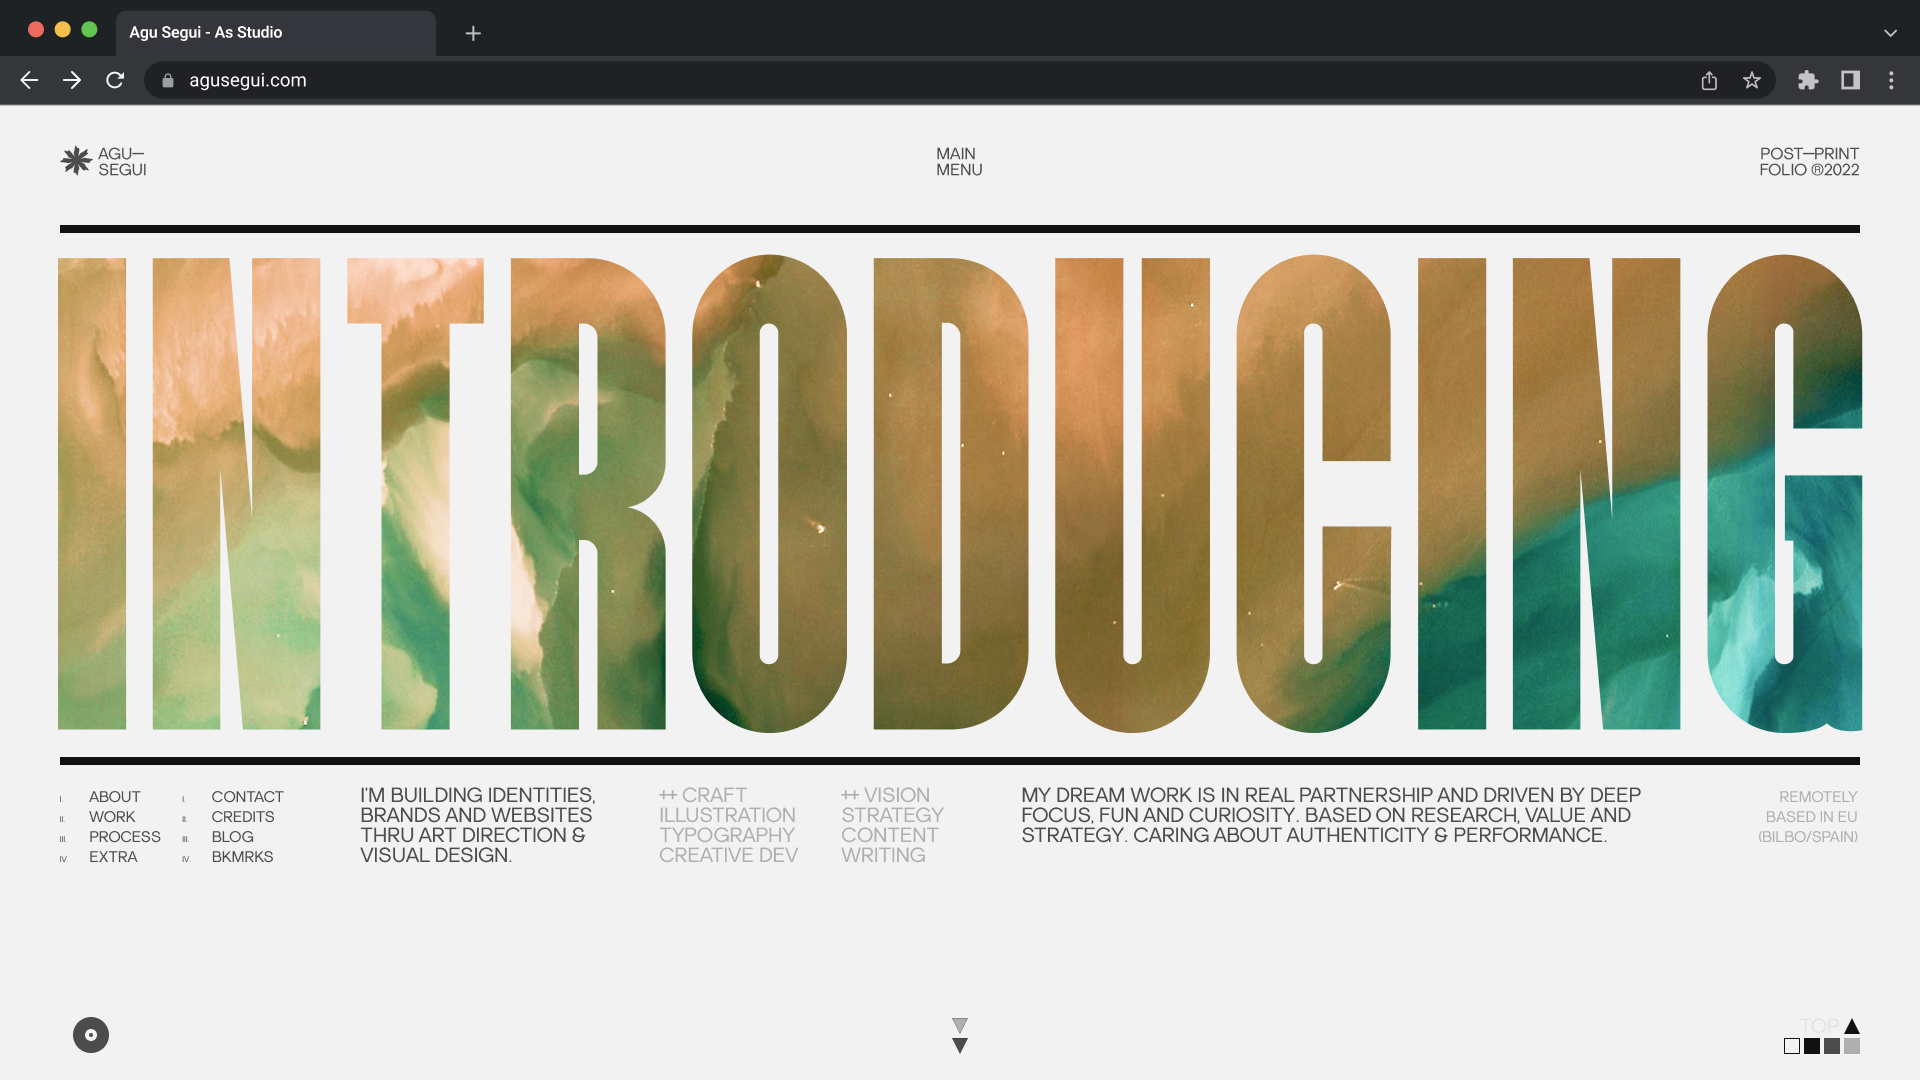 Agu Segui - As Studio
agusegui.com
AGU—
SEGUI
MAIN
MENU
POST—PRINT
FOLIO ®2022
INTRODUCING
I. ABOUT
II. WORK
III. PROCESS
IV. EXTRA
I. CONTACT
II. CREDITS
III. BLOG
IV. BKMRKS
I'M BUILDING IDENTITIES,
BRANDS AND WEBSITES
THRU ART DIRECTION &
VISUAL DESIGN.
++ CRAFT
ILLUSTRATION
TYPOGRAPHY
CREATIVE DEV
++ VISION
STRATEGY
CONTENT
WRITING
MY DREAM WORK IS IN REAL PARTNERSHIP AND DRIVEN BY DEEP
FOCUS, FUN AND CURIOSITY. BASED ON RESEARCH, VALUE AND
STRATEGY. CARING ABOUT AUTHENTICITY & PERFORMANCE.
REMOTELY
BASED IN EU
(BILBO/SPAIN)
TOP